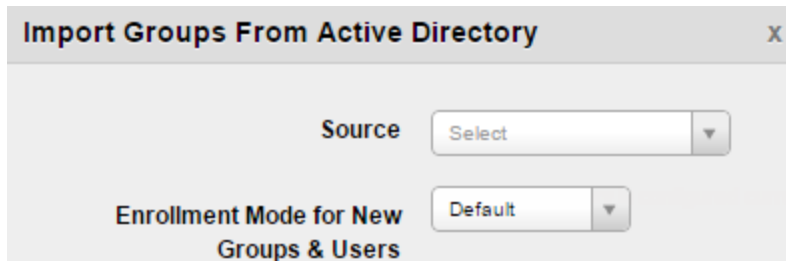 Import Groups From Active Directory x
Source Select
Enrollment Mode for New Default
Groups & Users